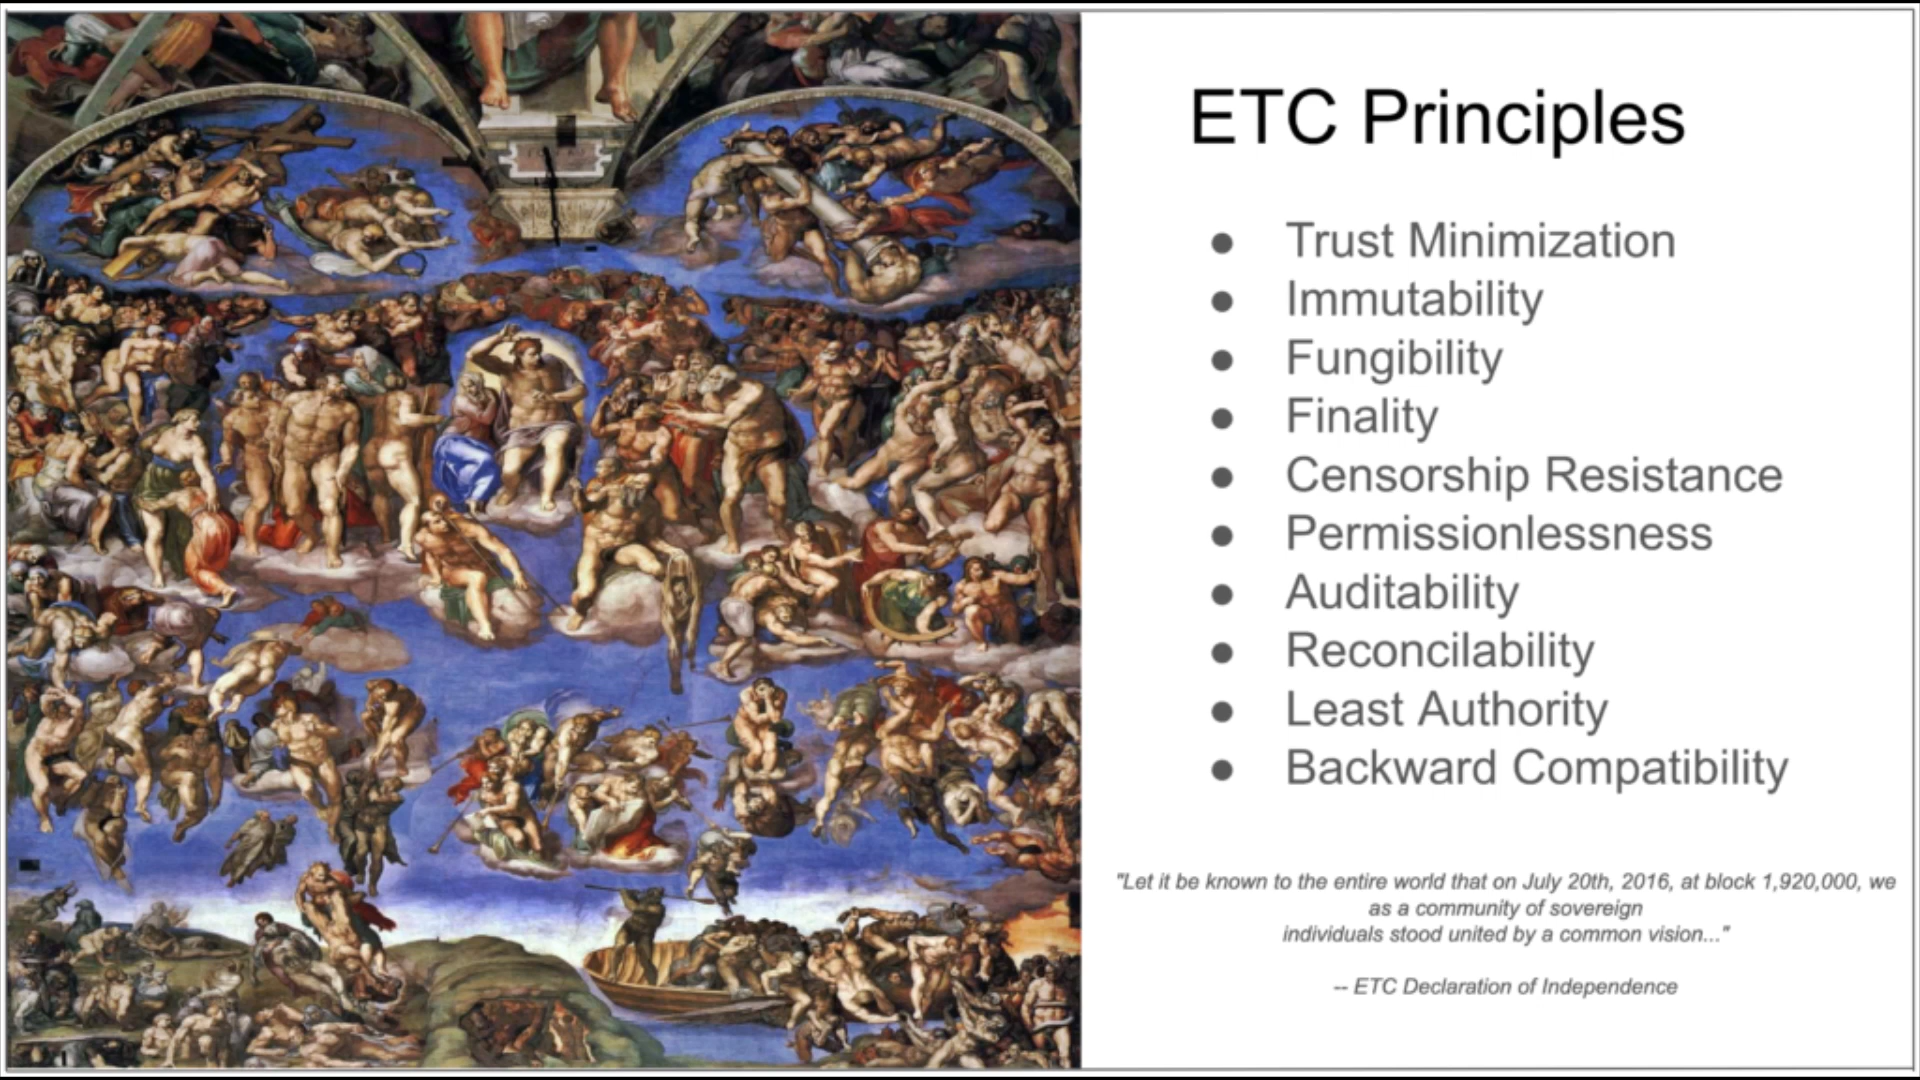 ETC Principles
● Trust Minimization
● Immutability
● Fungibility
● Finality
● Censorship Resistance
● Permissionlessness
● Auditability
● Reconcilability
● Least Authority
● Backward Compatibility
"Let it be known to the entire world that on July 20th, 2016, at block 1,920,000, we
as a community of sovereign
individuals stood united by a common vision..."
-- ETC Declaration of Independence